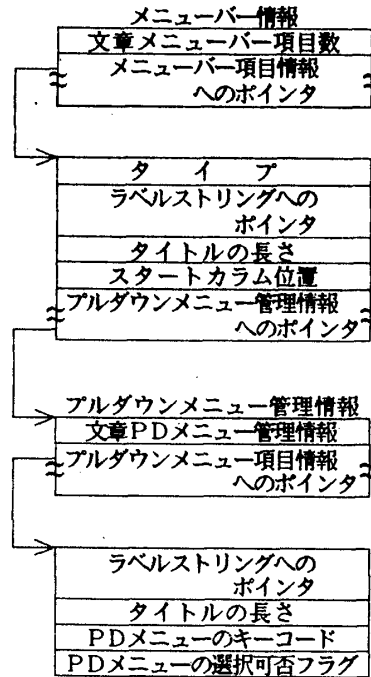 メニューバー情報
文章メニューバー項目数
メニューバー項目情報
へのポインタ
タイプ
ラベルストリングへの
ポインタ
タイトルの長さ
スタートカラム位置
プルダウンメニュー管理情報
へのポインタ
プルダウンメニュー管理情報
文章PDメニュー管理情報
プルダウンメニュー項目情報
へのポインタ
ラベルストリングへの
ポインタ
タイトルの長さ
PDメニューのキーコード
PDメニューの選択可否フラグ